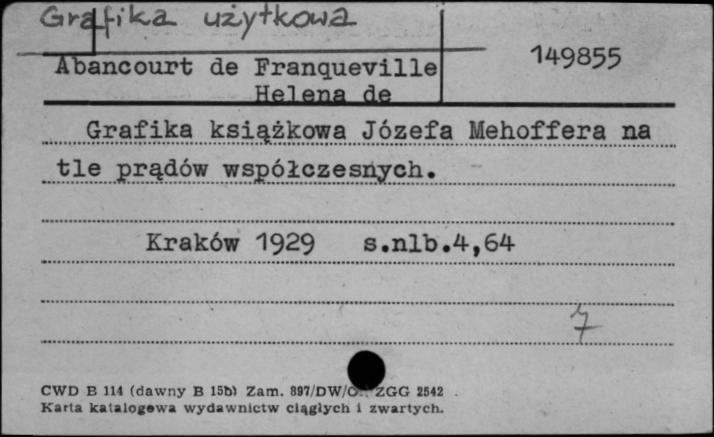 Grafika użytkowa
149855
Abancourt de Franqueville
Helena de
Grafika książkowa Józefa Mehoffera na
tle prądów współczesnych.
Kraków 1929 s.nlb.4,64
7
CWD B 114 (dawny B 15b) Zam. 897/DW/O ZGG 2542
Karta katalogowa wydawnictw ciągłych i zwartych.